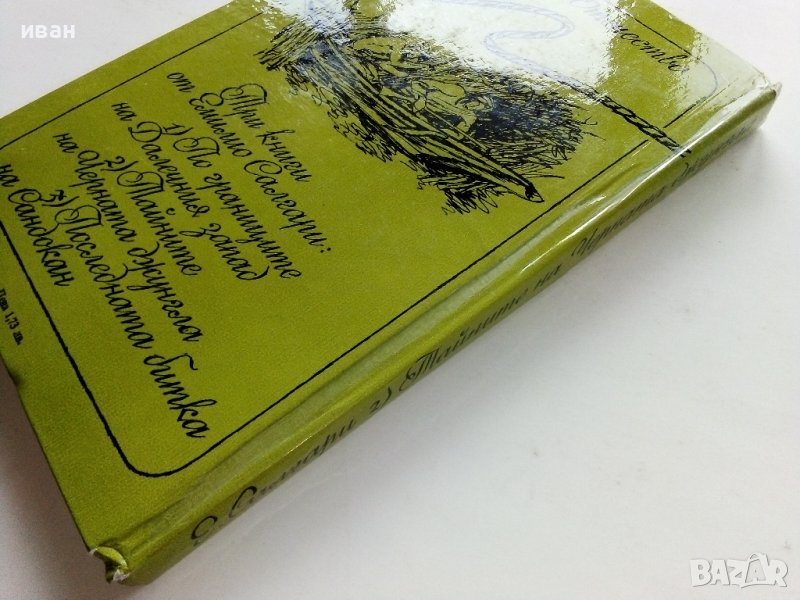 иван
Три книги
от Емилио Салгари:
1) По границите
на Далечния запад
2) Тайните
на Черната джунгла
3) Последната битка
на Сандокан
Цена 1,73 лв.
Салгари 2) Тайните на Черната джунгла
BAZAR